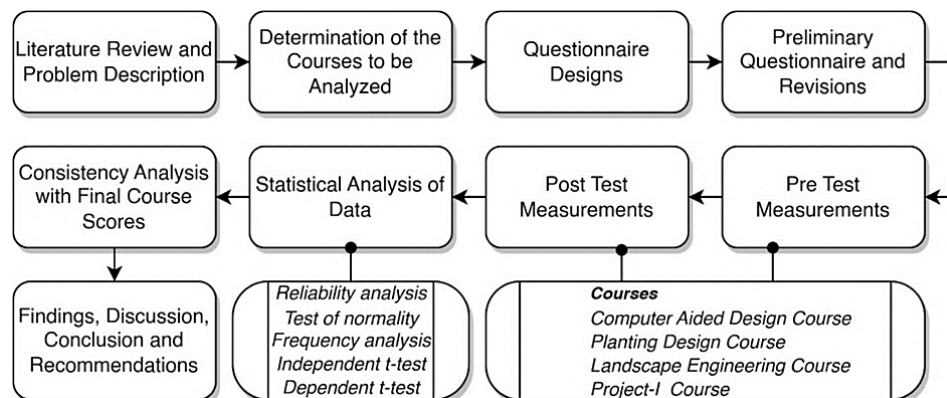 Literature Review and
Problem Description
Determination of the
Courses to be
Analyzed
Questionnaire
Designs
Preliminary
Questionnaire and
Revisions
Consistency Analysis
with Final Course
Scores
Statistical Analysis of
Data
Post Test
Measurements
Pre Test
Measurements
Findings, Discussion,
Conclusion and
Recommendations
Reliability analysis
Test of normality
Frequency analysis
Independent t-test
Dependent t-test
Courses
Computer Aided Design Course
Planting Design Course
Landscape Engineering Course
Project-I Course